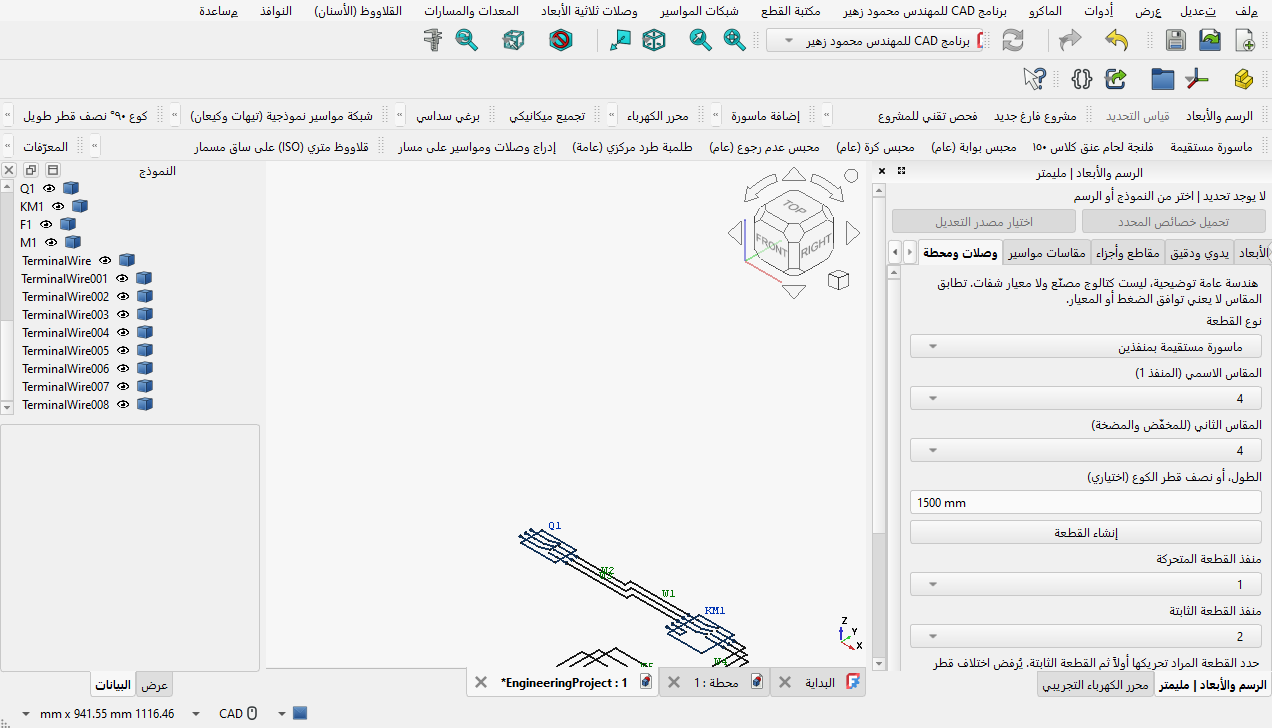 ملف تعديل عرض أدوات الماكرو برنامج CAD للمهندس محمود زهير مكتبة القطع شبكات المواسير وصلات ثلاثية الأبعاد المعدات والمسارات القلاووظ (الأسنان) النوافذ مساعدة
برنامج CAD للمهندس محمود زهير
الرسم والأبعاد قياس التحديد مشروع فارغ جديد فحص تقني للمشروع « إضافة ماسورة « محرر الكهرباء « تجميع ميكانيكي برغي سداسي « شبكة مواسير نموذجية (تيهات وكيعان) « كوع ٩٠° نصف قطر طويل «
ماسورة مستقيمة فلنجة لحام عنق كلاس ١٥٠ محبس بوابة (عام) محبس كرة (عام) محبس عدم رجوع (عام) طلمبة طرد مركزي (عامة) إدراج وصلات ومواسير على مسار قلاووظ متري (ISO) على ساق مسمار « المعرّفات «
النموذج
Q1
KM1
F1
M1
TerminalWire
TerminalWire001
TerminalWire002
TerminalWire003
TerminalWire004
TerminalWire005
TerminalWire006
TerminalWire007
TerminalWire008
عرض البيانات
TOP
FRONT
RIGHT
Q1
W2
W1
KM1
Z
Y
X
البداية
محطة : 1
EngineeringProject : 1*
الرسم والأبعاد | مليمتر
لا يوجد تحديد | اختر من النموذج أو الرسم
تحميل خصائص المحدد اختيار مصدر التعديل
الأبعاد يدوي ودقيق مقاطع وأجزاء مقاسات مواسير وصلات ومحطة
هندسة عامة توضيحية، ليست كتالوج مصنّع ولا معيار شفات. تطابق
المقاس لا يعني توافق الضغط أو المعيار.
نوع القطعة
ماسورة مستقيمة بمنفذين
المقاس الاسمي (المنفذ 1)
4
المقاس الثاني (للمخفّض والمضخة)
4
الطول، أو نصف قطر الكوع (اختياري)
1500 mm
إنشاء القطعة
منفذ القطعة المتحركة
1
منفذ القطعة الثابتة
2
حدد القطعة المراد تحريكها أولاً ثم القطعة الثابتة. يُرفض اختلاف قطر
الرسم والأبعاد | مليمتر محرر الكهرباء التجريبي
CAD
1116.46 mm x 941.55 mm